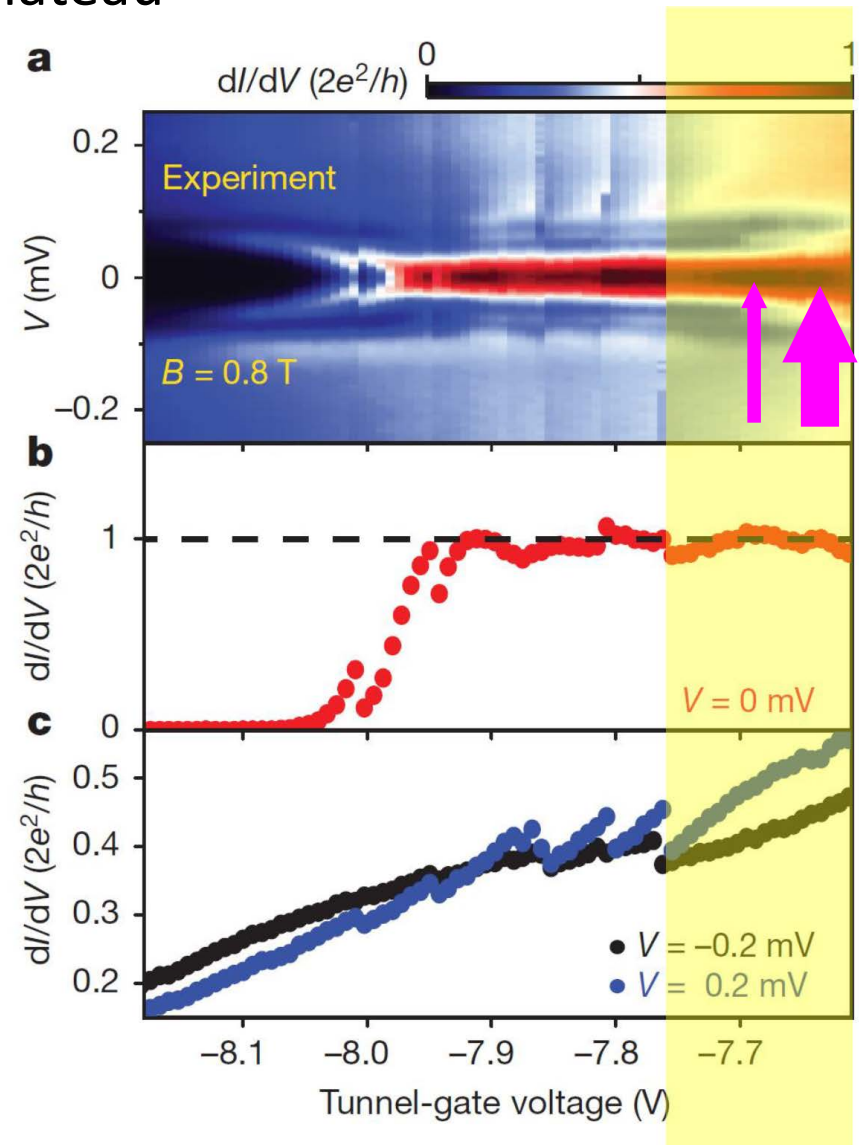 a
0 1
dI/dV (2e²/h)
0.2
Experiment
V (mV)
0
B = 0.8 T
–0.2
b
dI/dV (2e²/h)
1
V = 0 mV
0
c
dI/dV (2e²/h)
0.5
0.4
0.3
0.2
V = –0.2 mV
V = 0.2 mV
–8.1 –8.0 –7.9 –7.8 –7.7
Tunnel-gate voltage (V)